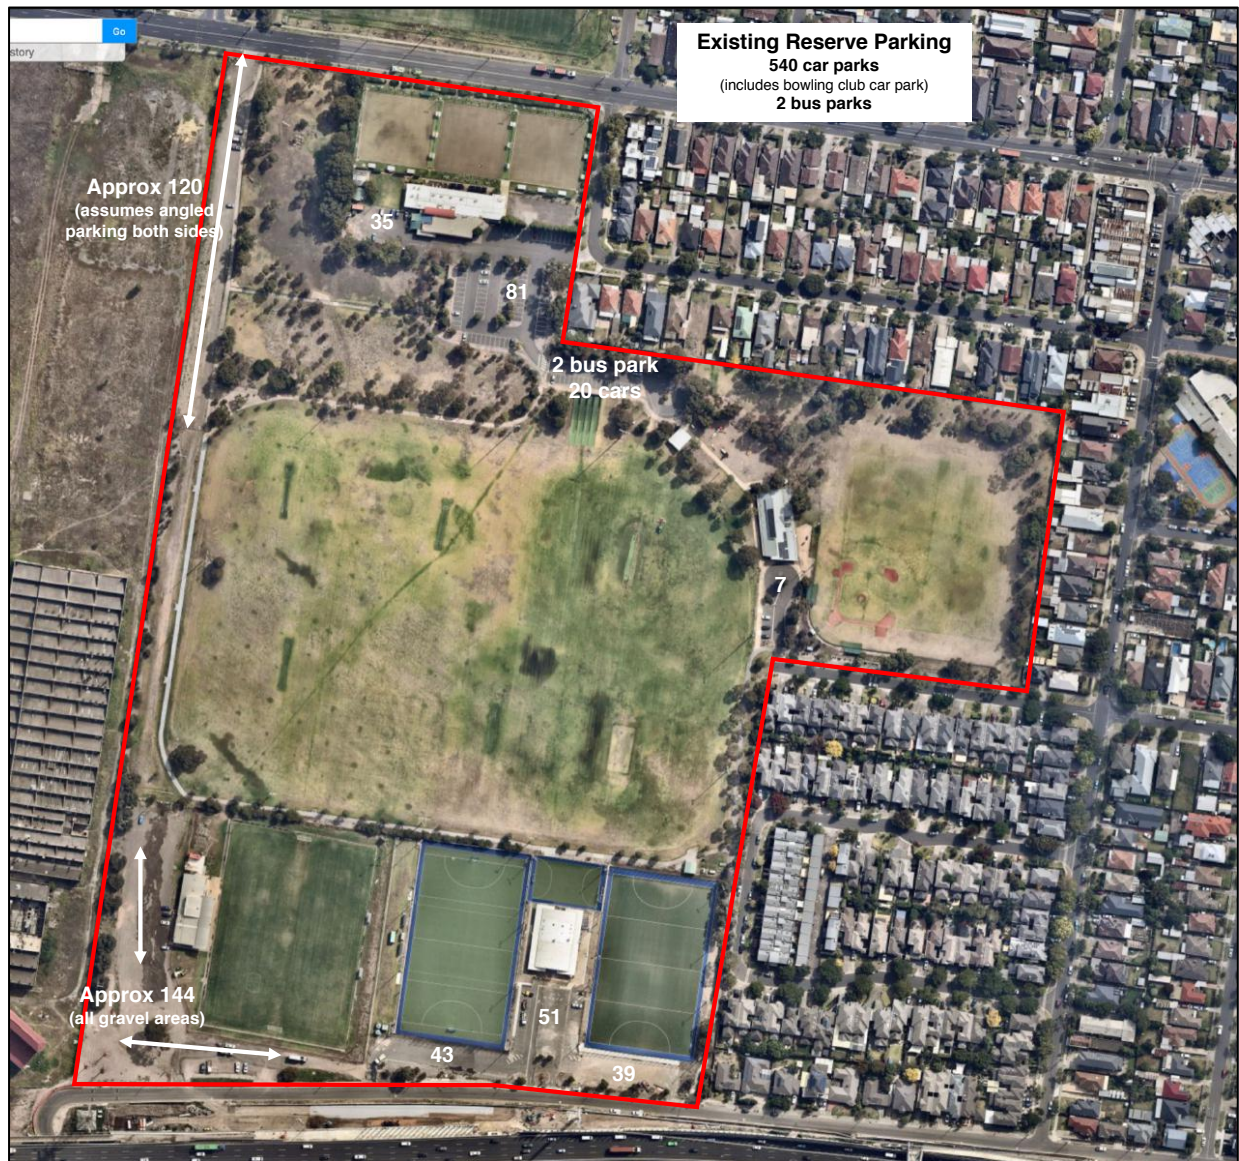 Go
story
Existing Reserve Parking
540 car parks
(includes bowling club car park)
2 bus parks
Approx 120
(assumes angled
parking both sides)
35
81
2 bus park
20 cars
7
Approx 144
(all gravel areas)
51
43
39